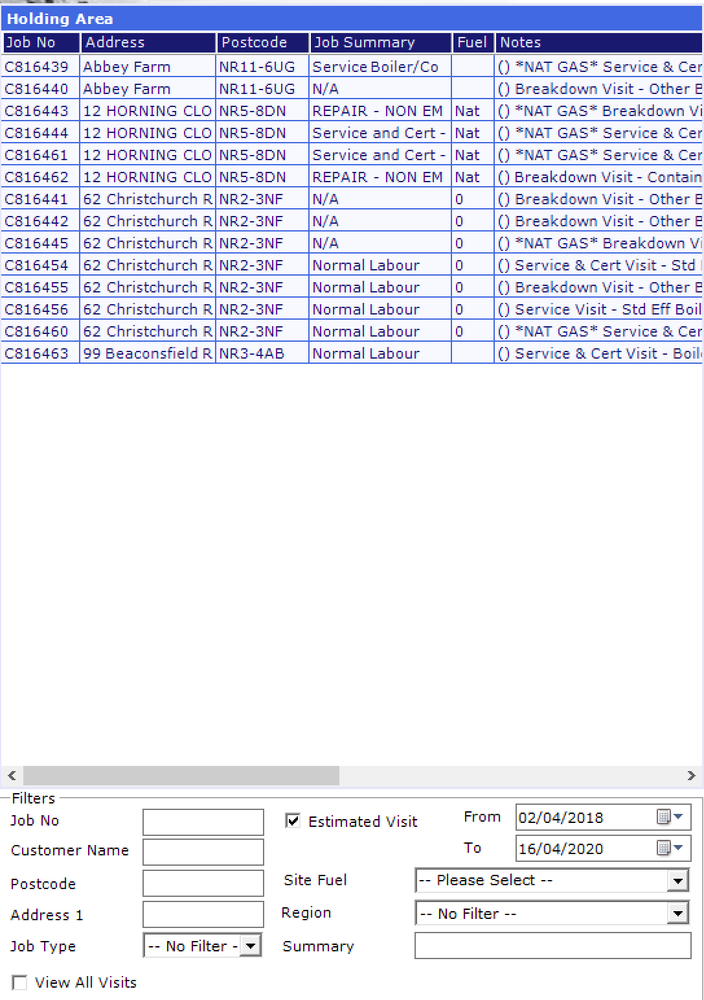 Holding Area
Job No Address Postcode Job Summary Fuel Notes
C816439 Abbey Farm NR11-6UG Service Boiler/Co () *NAT GAS* Service & Cer
C816440 Abbey Farm NR11-6UG N/A () Breakdown Visit - Other B
C816443 12 HORNING CLO NR5-8DN REPAIR - NON EM Nat () *NAT GAS* Breakdown Vi
C816444 12 HORNING CLO NR5-8DN Service and Cert - Nat () *NAT GAS* Service & Cer
C816461 12 HORNING CLO NR5-8DN Service and Cert - Nat () *NAT GAS* Service & Cer
C816462 12 HORNING CLO NR5-8DN REPAIR - NON EM Nat () Breakdown Visit - Contain
C816441 62 Christchurch R NR2-3NF N/A 0 () Breakdown Visit - Other B
C816442 62 Christchurch R NR2-3NF N/A 0 () Breakdown Visit - Other B
C816445 62 Christchurch R NR2-3NF N/A 0 () *NAT GAS* Breakdown Vi
C816454 62 Christchurch R NR2-3NF Normal Labour 0 () Service & Cert Visit - Std
C816455 62 Christchurch R NR2-3NF Normal Labour 0 () Breakdown Visit - Other B
C816456 62 Christchurch R NR2-3NF Normal Labour 0 () Service Visit - Std Eff Boil
C816460 62 Christchurch R NR2-3NF Normal Labour 0 () *NAT GAS* Service & Cer
C816463 99 Beaconsfield R NR3-4AB Normal Labour () Service & Cert Visit - Boil
Filters
Job No Estimated Visit From 02/04/2018
Customer Name To 16/04/2020
Postcode Site Fuel -- Please Select --
Address 1 Region -- No Filter --
Job Type -- No Filter - Summary
View All Visits